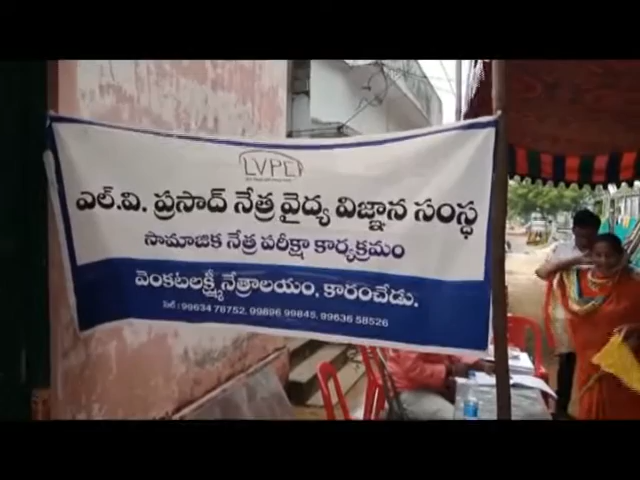 LVPEI
ఎల్.వి. ప్రసాద్ నేత్ర వైద్య విజ్ఞాన సంస్థ
సామాజిక నేత్ర పరీక్షా కార్యక్రమం
వెంకటలక్ష్మీ నేత్రాలయం, కారంచేడు.
సెల్ : 99634 78752, 99896 99845, 99636 58526